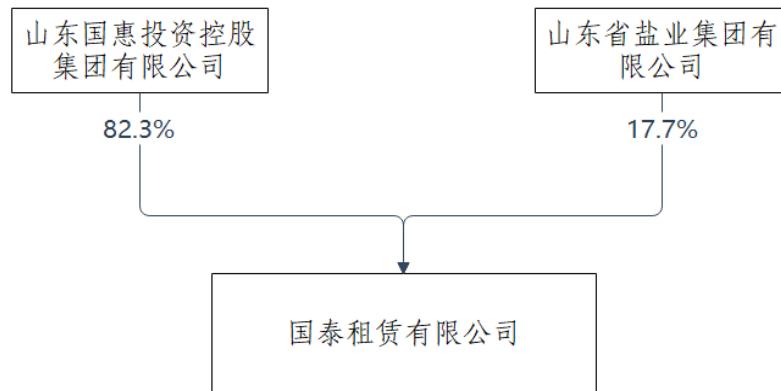 山东国惠投资控股
集团有限公司
山东省盐业集团有
限公司
82.3%
17.7%
国泰租赁有限公司